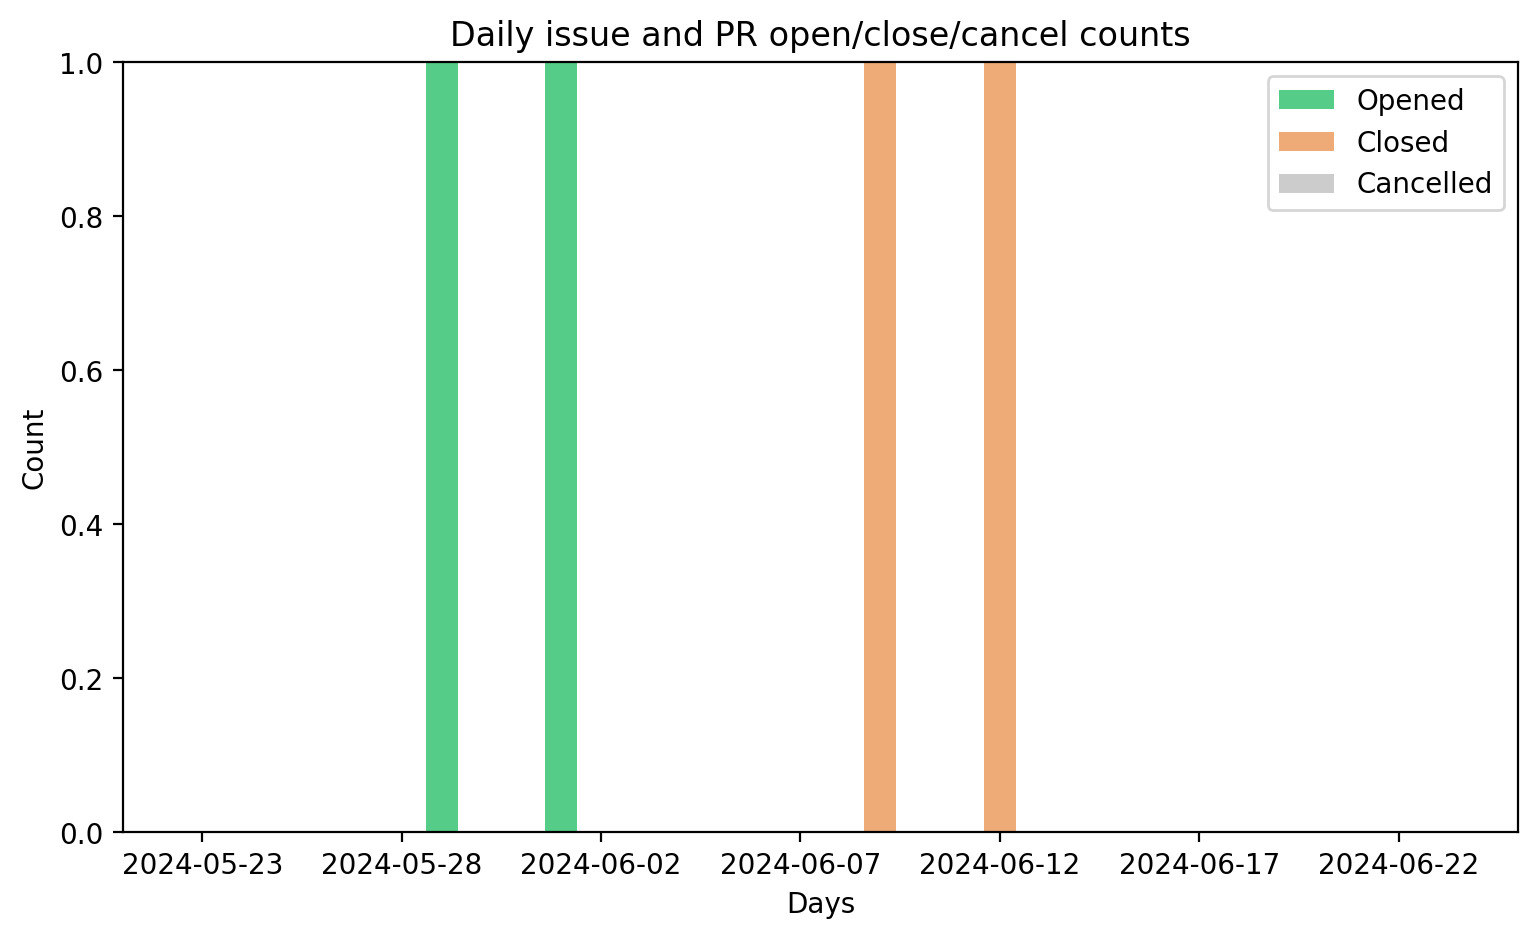 Daily issue and PR open/close/cancel counts
1.0
0.8
0.6
0.4
0.2
0.0
Count
Opened
Closed
Cancelled
2024-05-23 2024-05-28 2024-06-02 2024-06-07 2024-06-12 2024-06-17 2024-06-22
Days